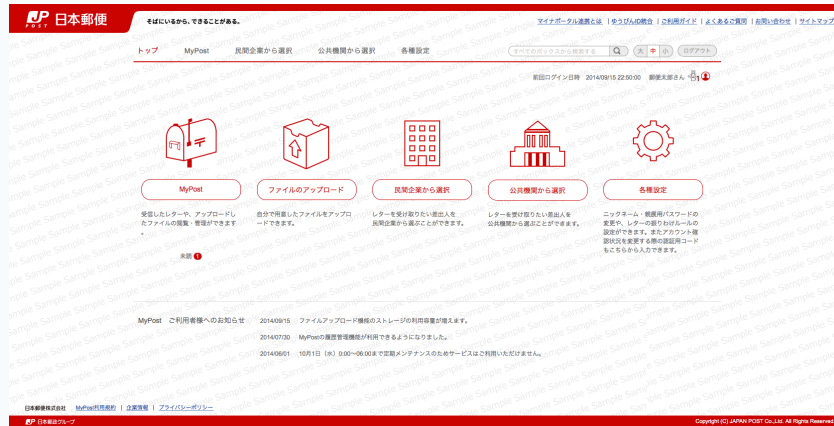 JP
POST
日本郵便
そばにいるから、できることがある。
マイナポータル連携とは | ゆうびんID統合 | ご利用ガイド | よくあるご質問 | お問い合わせ | サイトマップ
トップ MyPost 民間企業から選択 公共機関から選択 各種設定
すべてのボックスから検索する 大 中 小 ログアウト
前回ログイン日時 2014/09/15 22:50:00 郵便太郎さん 1
MyPost ファイルのアップロード 民間企業から選択 公共機関から選択 各種設定
受信したレターや、アップロードし
たファイルの閲覧・管理ができます
。
未読 1
自分で用意したファイルをアップロ
ードできます。
レターを受け取りたい差出人を
民間企業から選ぶことができます。
レターを受け取りたい差出人を
公共機関から選ぶことができます。
ニックネーム・親展用パスワードの
変更や、レターの振りわけルールの
設定ができます。またアカウント確
認状況を変更する際の認証用コード
もこちらから入力できます。
MyPost ご利用者様へのお知らせ
2014/09/15 ファイルアップロード機能のストレージの利用容量が増えます。
2014/07/30 MyPostの履歴管理機能が利用できるようになりました。
2014/06/01 10月1日（水）0:00〜06:00まで定期メンテナンスのためサービスはご利用いただけません。
日本郵便株式会社 MyPost利用規約 | 企業情報 | プライバシーポリシー
JP 日本郵政グループ
Copyright (C) JAPAN POST Co.,Ltd. All Rights Reserved.
Sample